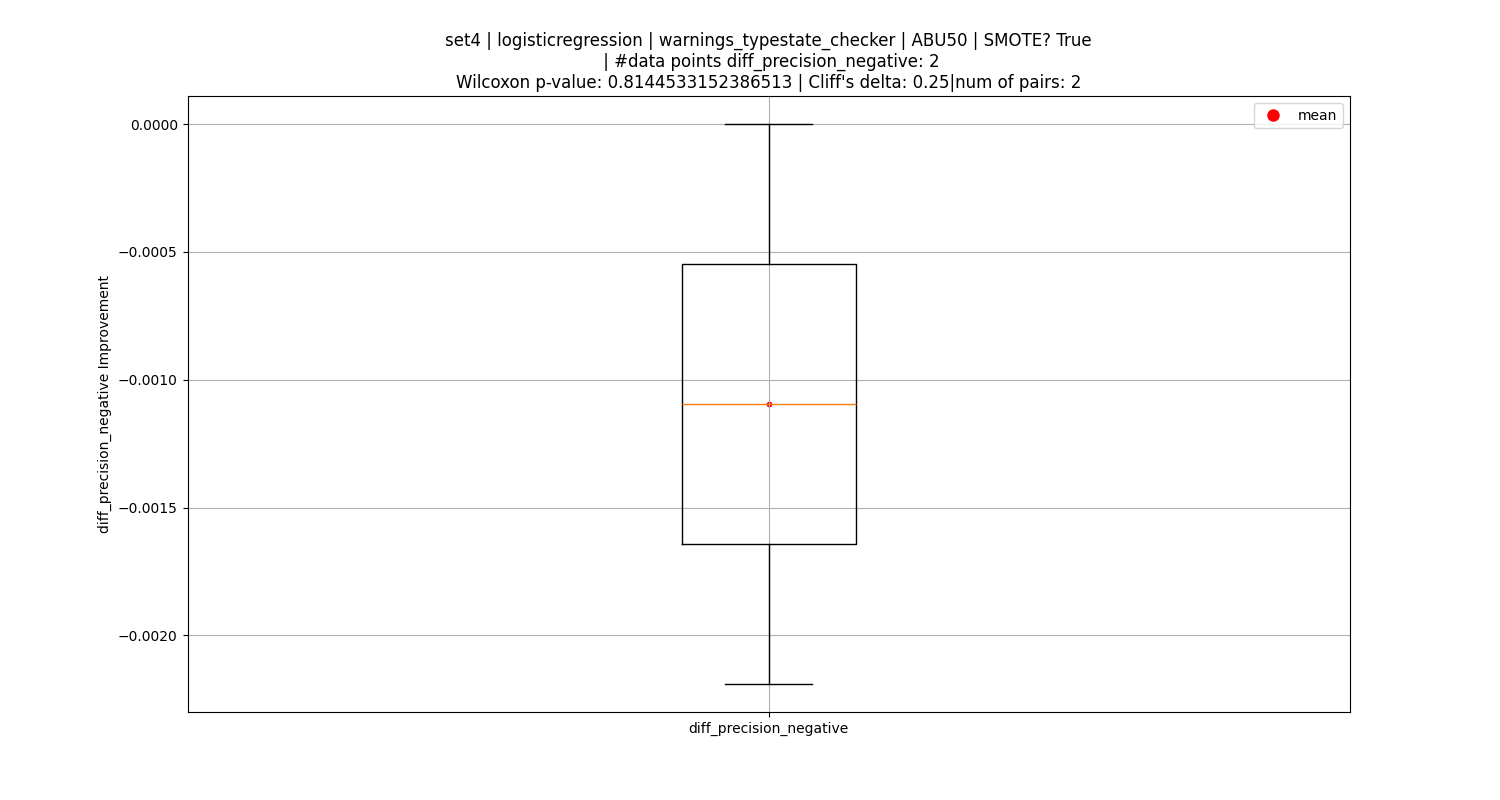 set4 | logisticregression | warnings_typestate_checker | ABU50 | SMOTE? True
| #data points diff_precision_negative: 2
Wilcoxon p-value: 0.8144533152386513 | Cliff's delta: 0.25|num of pairs: 2
mean
0.0000
−0.0005
−0.0010
−0.0015
−0.0020
diff_precision_negative Improvement
diff_precision_negative